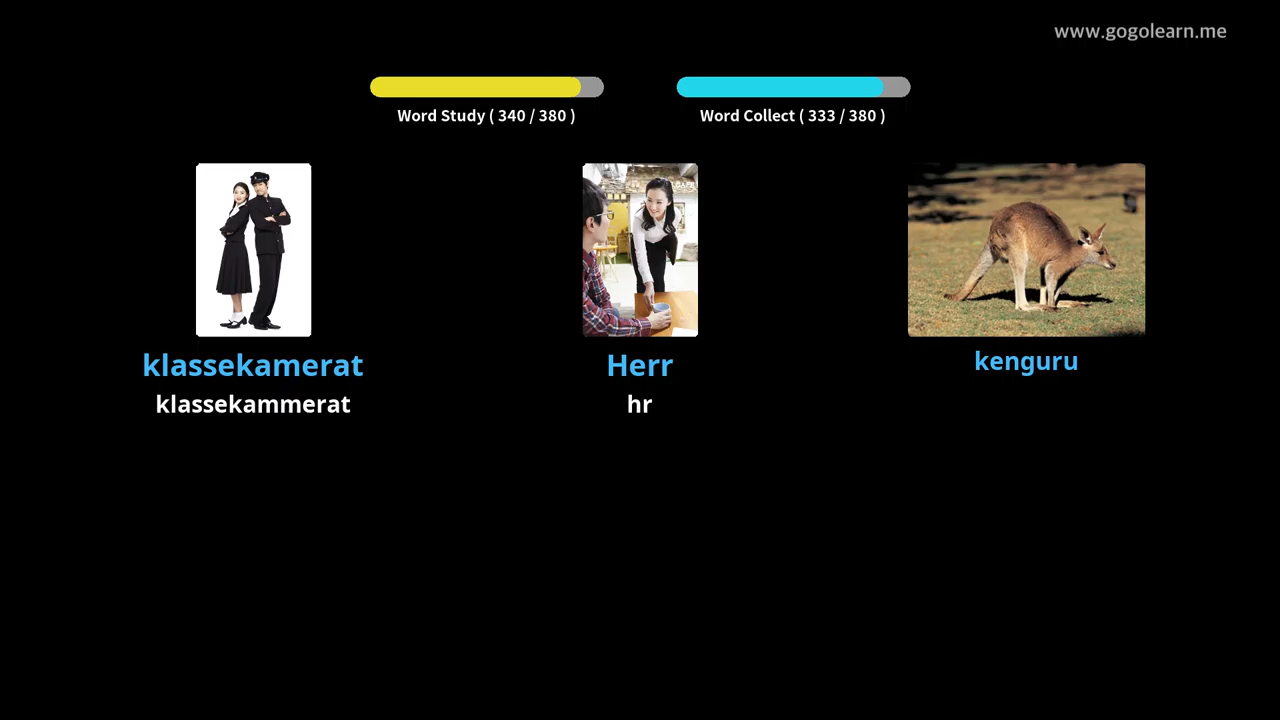 www.gogolearn.me
Word Study ( 340 / 380 )
Word Collect ( 333 / 380 )
klassekamerat
klassekammerat
Herr
hr
kenguru